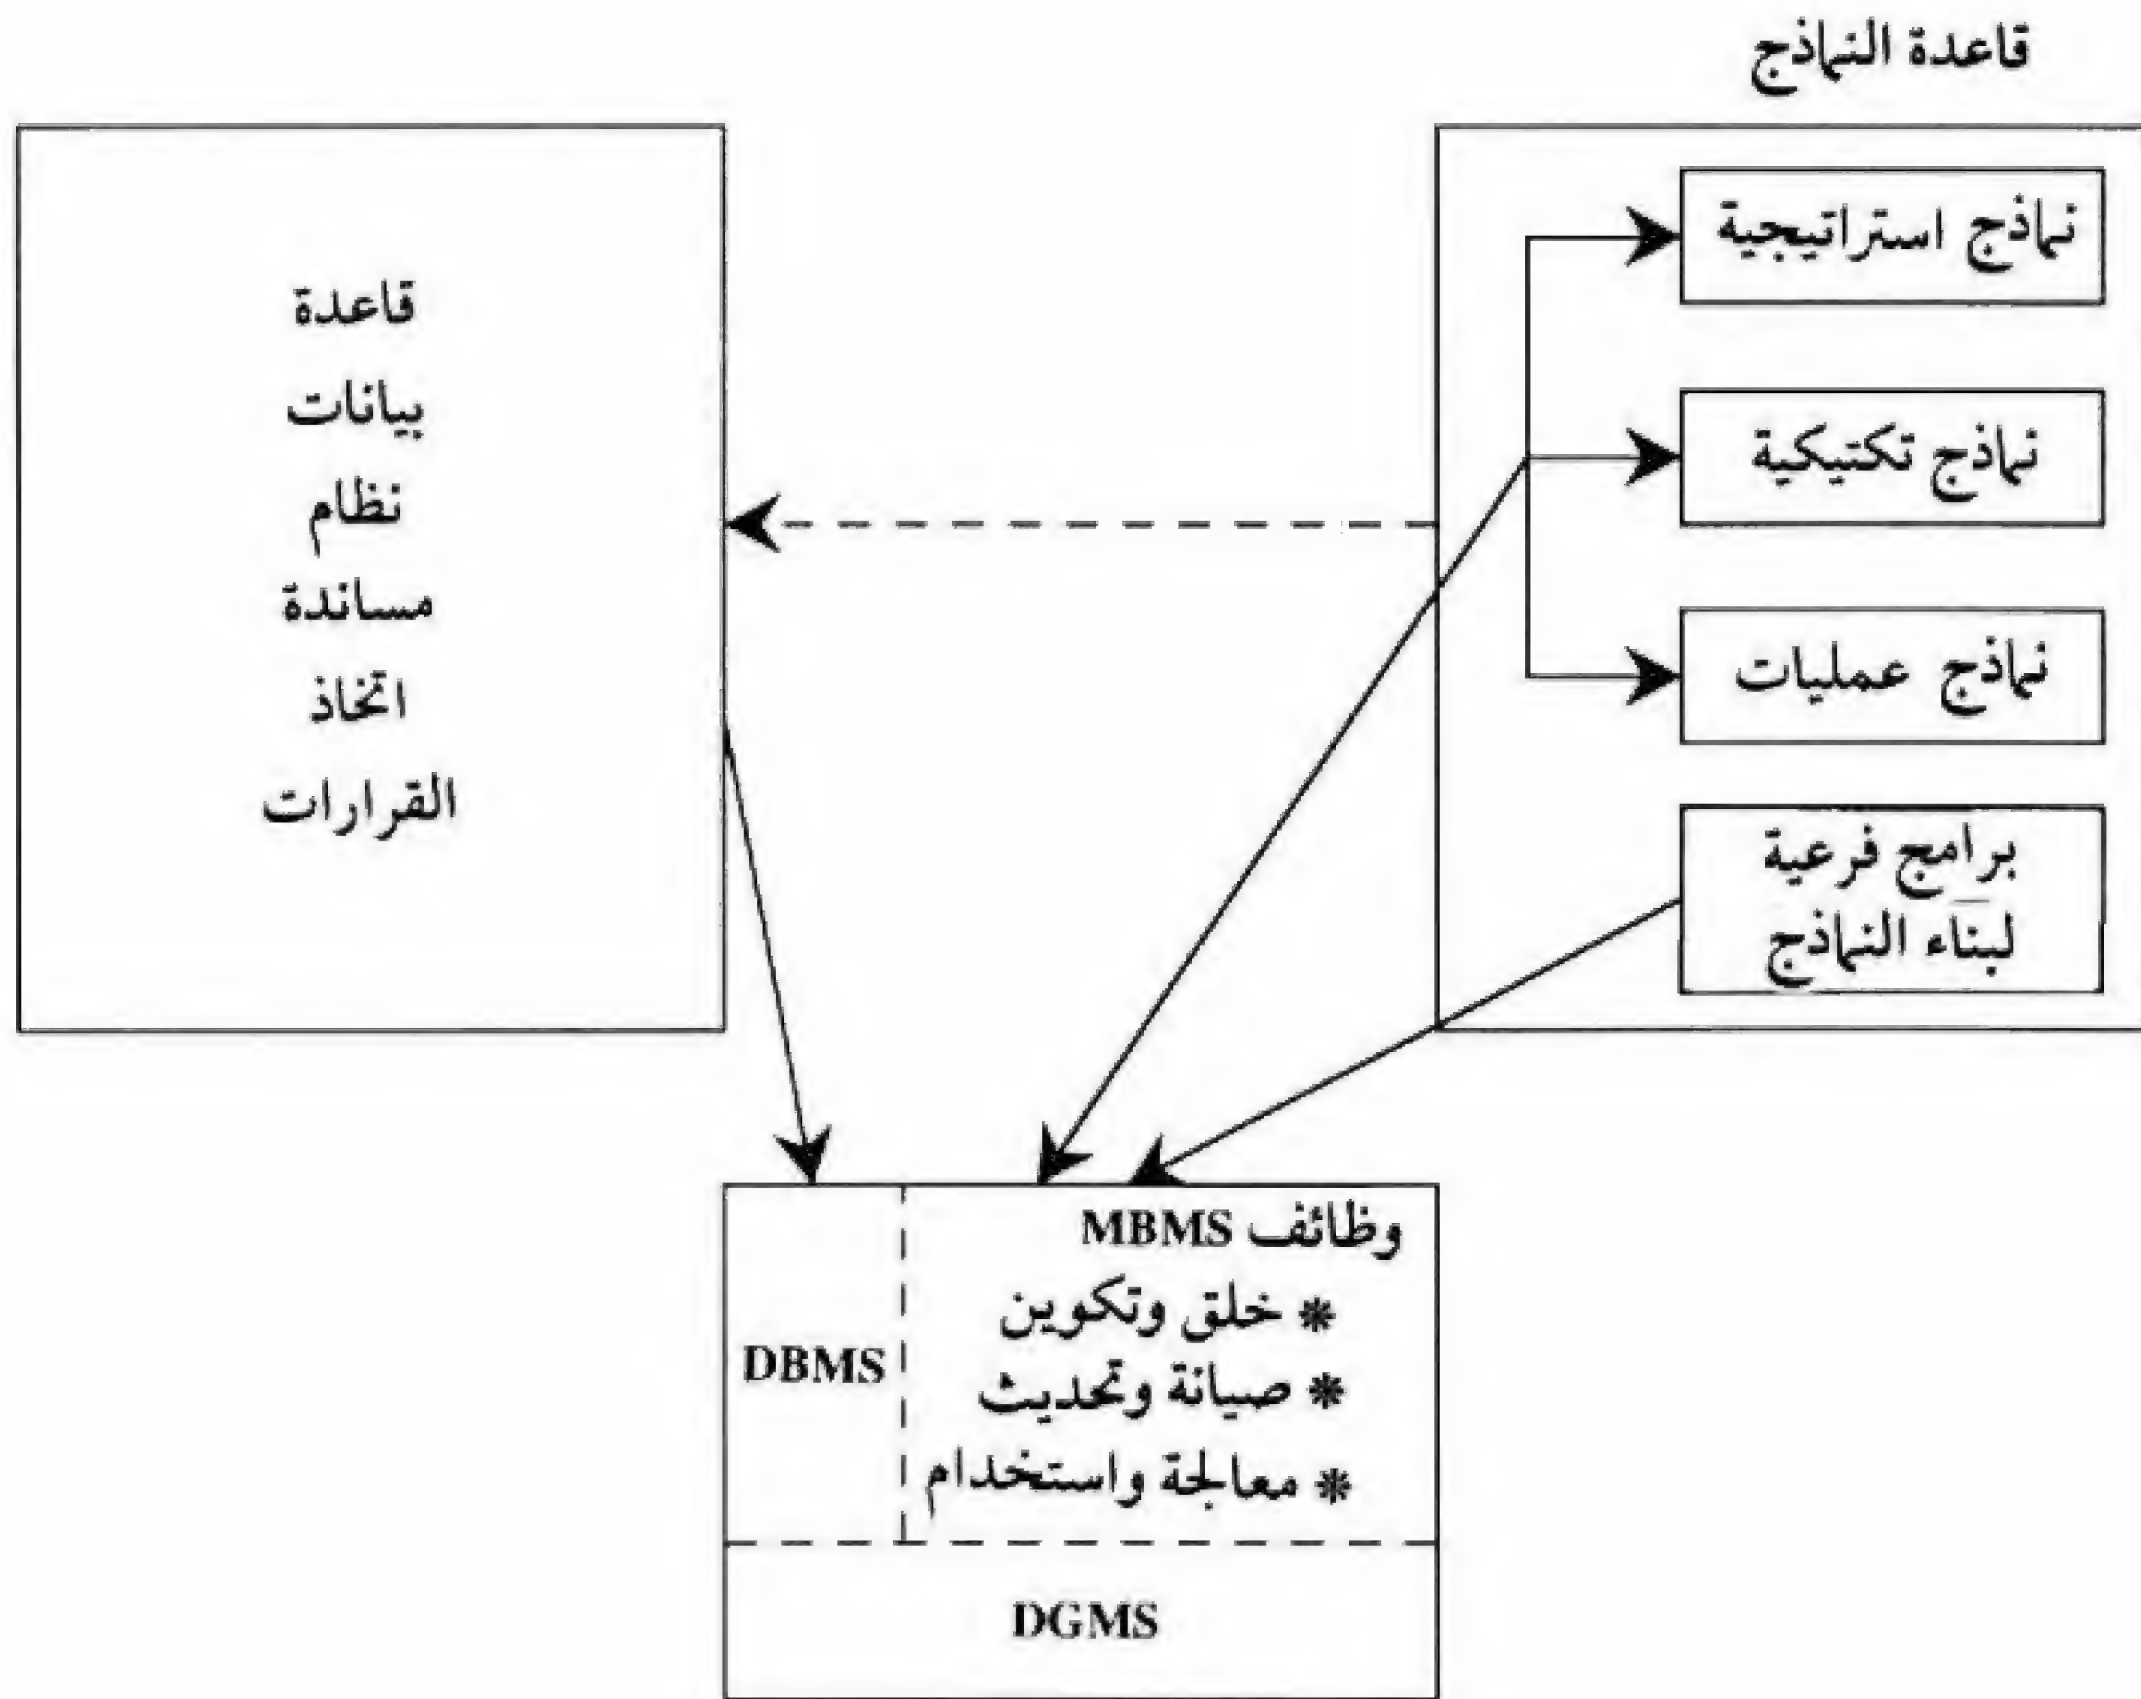 قاعدة النماذج
نماذج استراتيجية
نماذج تكتيكية
نماذج عمليات
برامج فرعية
لبناء النماذج
قاعدة
بيانات
نظام
مساندة
اتخاذ
القرارات
وظائف MBMS
* خلق وتكوين
* صيانة وتحديث
* معالجة واستخدام
DBMS
DGMS